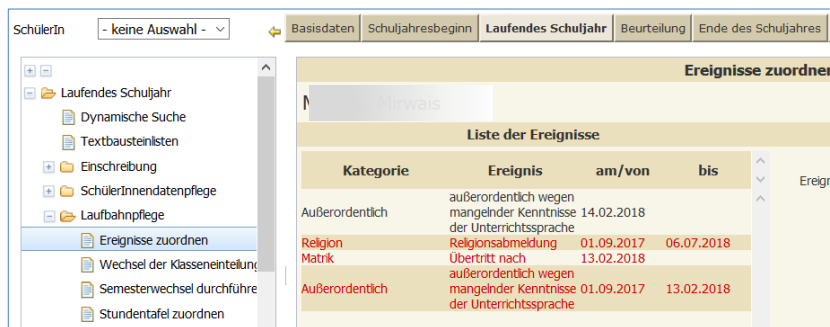 SchülerIn - keine Auswahl - Basisdaten Schuljahresbeginn Laufendes Schuljahr Beurteilung Ende des Schuljahres
Laufendes Schuljahr
Dynamische Suche
Textbausteinlisten
Einschreibung
SchülerInnendatenpflege
Laufbahnpflege
Ereignisse zuordnen
Wechsel der Klasseneinteilung
Semesterwechsel durchführe
Stundentafel zuordnen
Ereignisse zuordnen
Mirwais
Liste der Ereignisse
Kategorie Ereignis am/von bis
Außerordentlich außerordentlich wegen
mangelnder Kenntnisse 14.02.2018
der Unterrichtssprache
Religion Religionsabmeldung 01.09.2017 06.07.2018
Matrik Übertritt nach 13.02.2018
Außerordentlich außerordentlich wegen
mangelnder Kenntnisse 01.09.2017 13.02.2018
der Unterrichtssprache
Ereigr